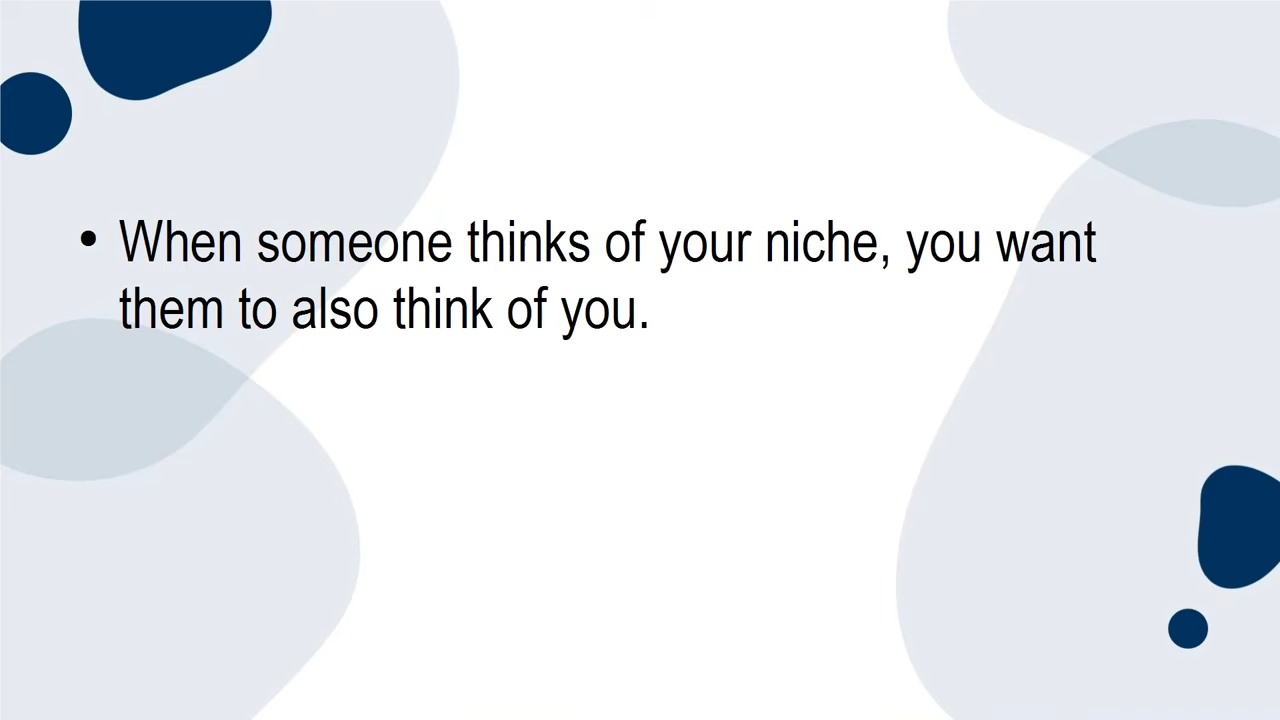 • When someone thinks of your niche, you want
them to also think of you.